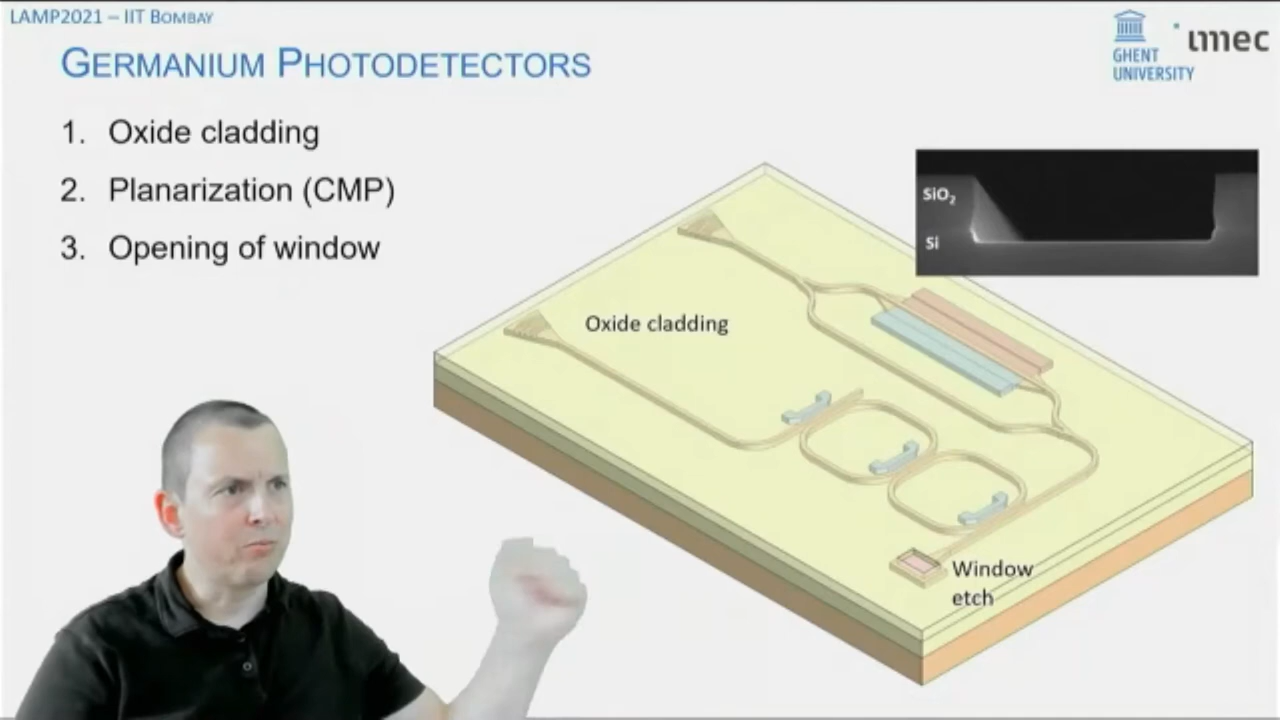 LAMP2021 – IIT BOMBAY
GERMANIUM PHOTODETECTORS
GHENT
UNIVERSITY
imec
1. Oxide cladding
2. Planarization (CMP)
3. Opening of window
SiO₂
Si
Oxide cladding
Window
etch